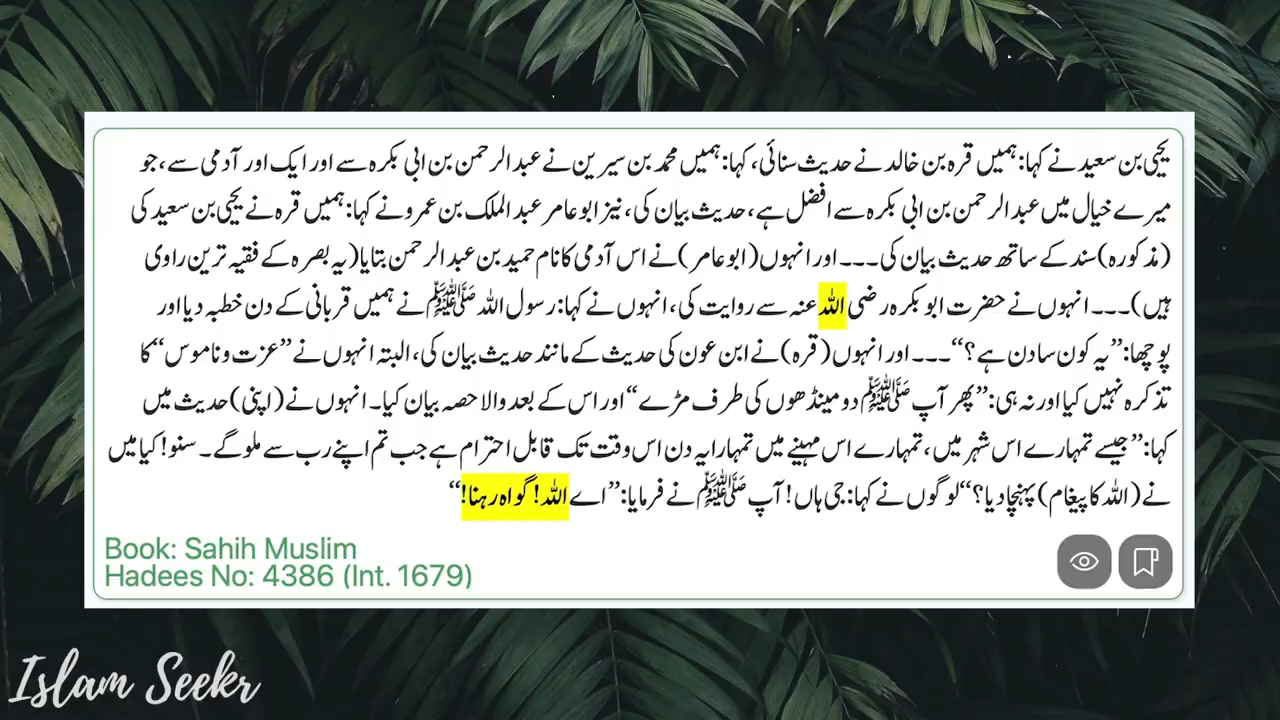 یحییٰ بن سعید نے کہا: ہمیں قرہ بن خالد نے حدیث سنائی، کہا: ہمیں محمد بن سیرین نے عبد الرحمن بن ابی بکرہ سے اور ایک اور آدمی سے، جو
میرے خیال میں عبد الرحمن بن ابی بکرہ سے افضل ہے، حدیث بیان کی، نیز ابو عامر عبد الملک بن عمرو نے کہا: ہمیں قرہ نے یحییٰ بن سعید کی
(مذکورہ) سند کے ساتھ حدیث بیان کی۔۔۔ اور انہوں (ابو عامر) نے اس آدمی کا نام حمید بن عبد الرحمن بتایا (یہ بصرہ کے فقیہ ترین راوی
ہیں)۔۔۔ انہوں نے حضرت ابو بکرہ رضی اللہ عنہ سے روایت کی، انہوں نے کہا: رسول اللہ ﷺ نے ہمیں قربانی کے دن خطبہ دیا اور
پوچھا: ”یہ کون سا دن ہے؟“۔۔۔ اور انہوں (قرہ) نے ابن عون کی حدیث کے مانند حدیث بیان کی، البتہ انہوں نے ”عزت و ناموس“ کا
تذکرہ نہیں کیا اور نہ ہی: ”پھر آپ ﷺ دو مینڈھوں کی طرف مڑے“ اور اس کے بعد والا حصہ بیان کیا۔ انہوں نے (اپنی) حدیث میں
کہا: ”جیسے تمہارے اس شہر میں، تمہارے اس مہینے میں تمہارا یہ دن اس وقت تک قابل احترام ہے جب تم اپنے رب سے ملو گے۔ سنو! کیا میں
نے (اللہ کا پیغام) پہنچا دیا؟“ لوگوں نے کہا: جی ہاں! آپ ﷺ نے فرمایا: ”اے اللہ! گواہ رہنا!“
Book: Sahih Muslim
Hadees No: 4386 (Int. 1679)
Islam Seekr